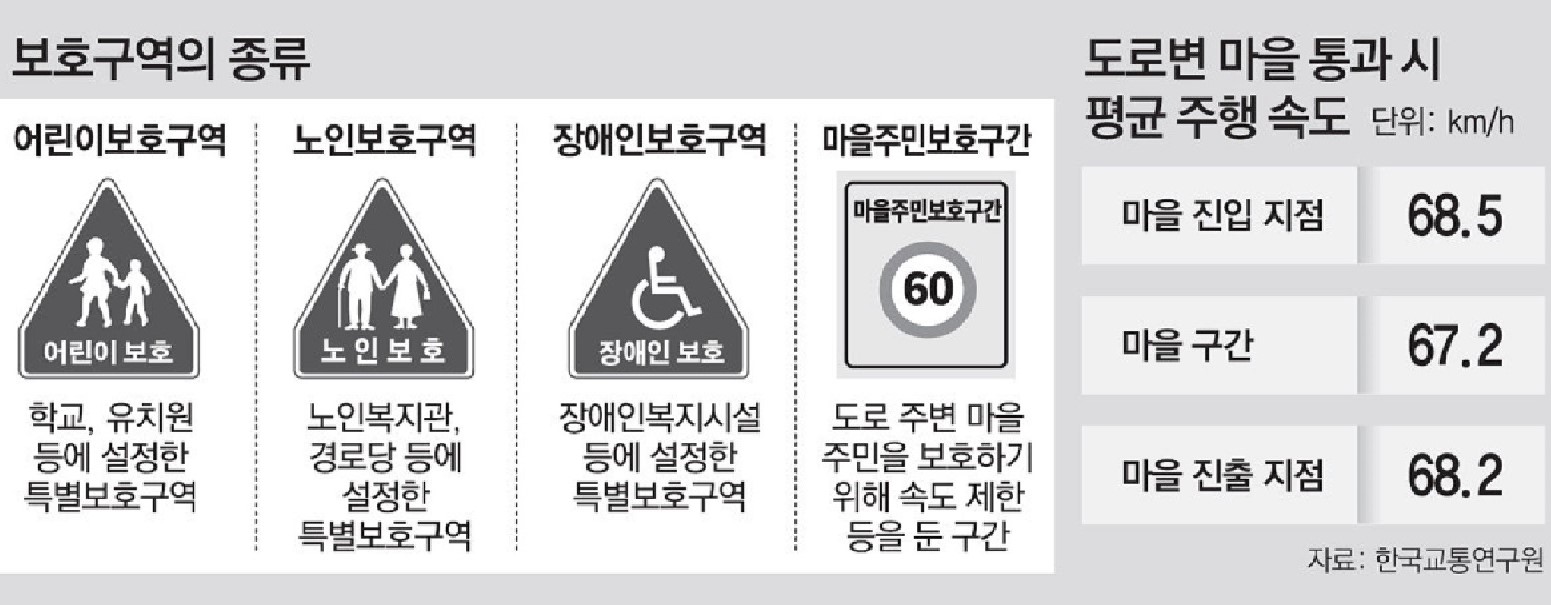 보호구역의 종류
어린이보호구역
어린이 보호
학교, 유치원
등에 설정한
특별보호구역
노인보호구역
노 인 보 호
노인복지관,
경로당 등에
설정한
특별보호구역
장애인보호구역
장애인 보호
장애인복지시설
등에 설정한
특별보호구역
마을주민보호구간
마을주민보호구간
60
도로 주변 마을
주민을 보호하기
위해 속도 제한
등을 둔 구간
도로변 마을 통과 시
평균 주행 속도 단위: km/h
마을 진입 지점 68.5
마을 구간 67.2
마을 진출 지점 68.2
자료: 한국교통연구원